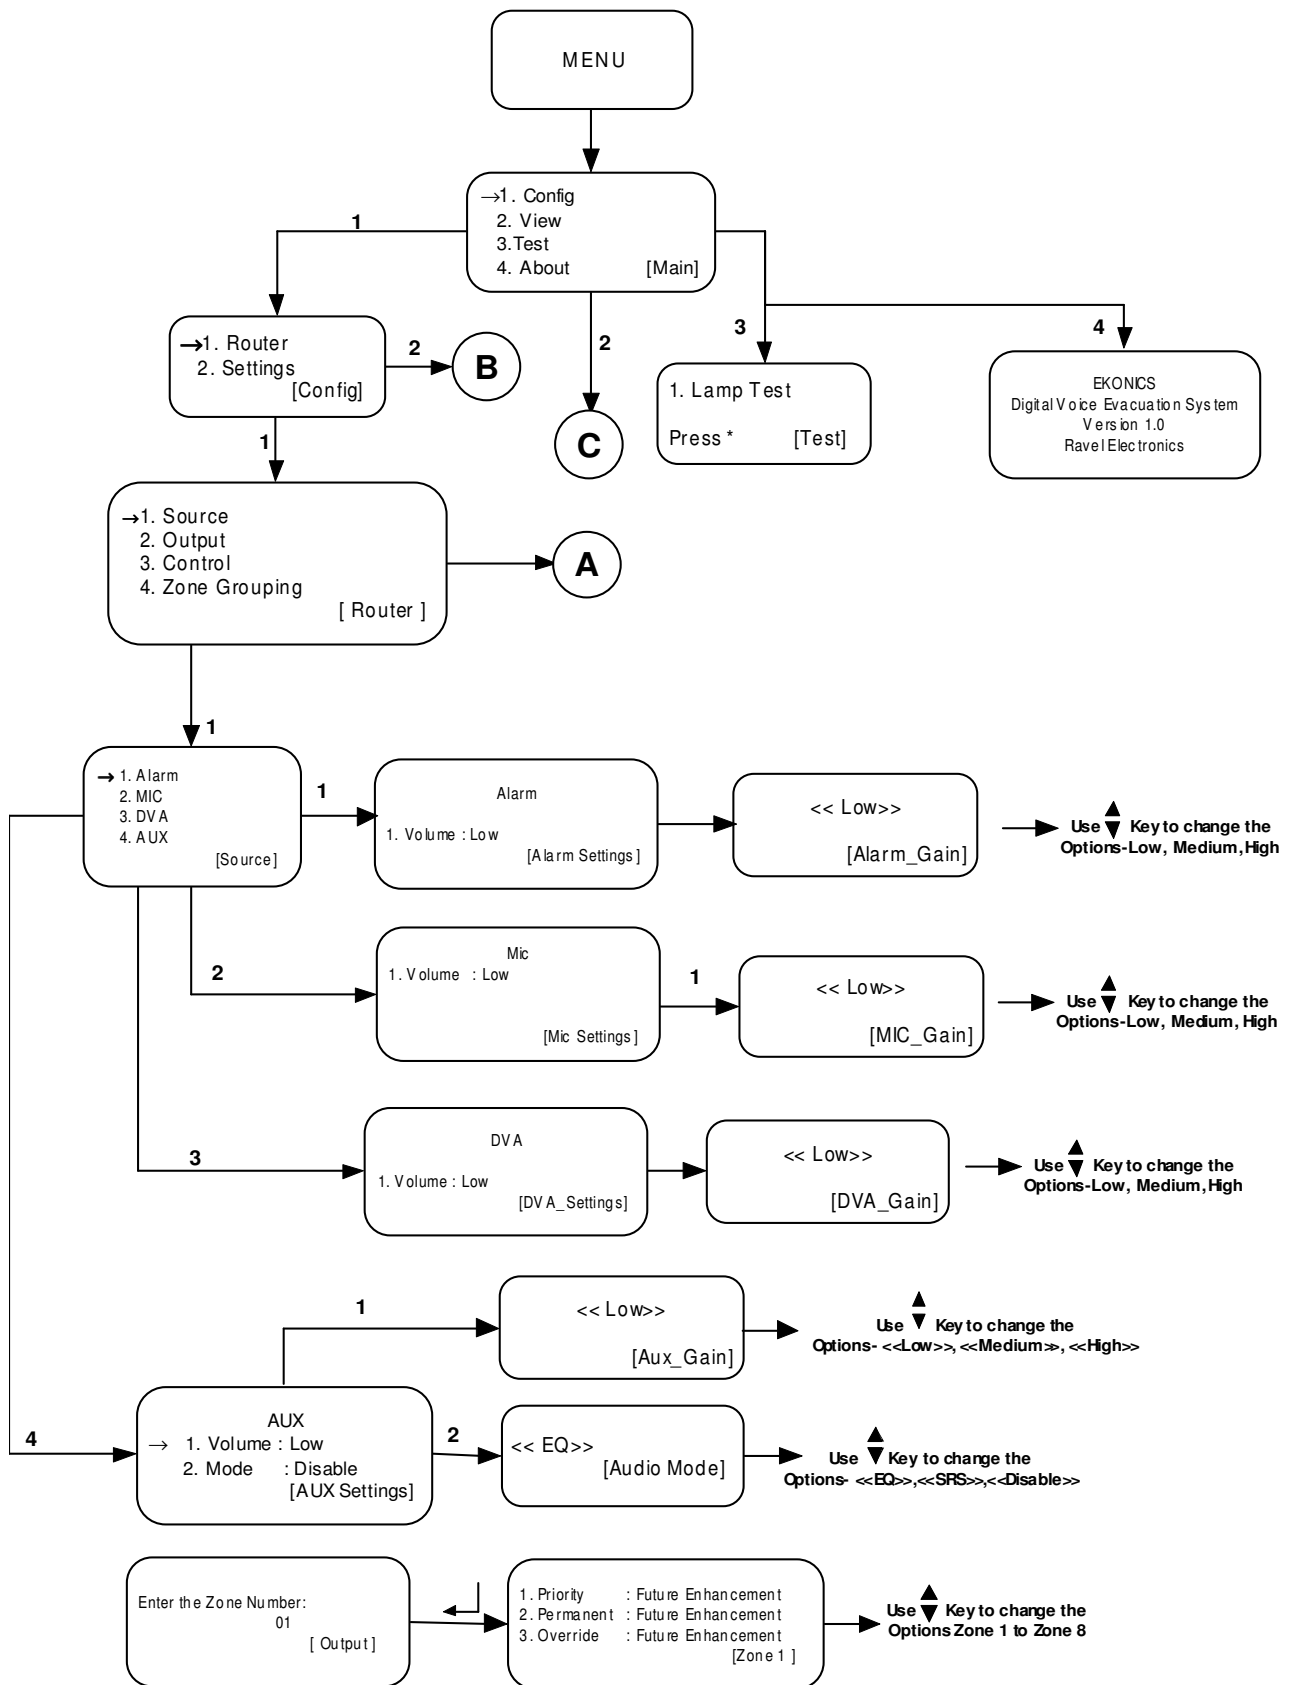 MENU
→1. Config
2. View
3.Test
4. About [Main]
1
→1. Router
2. Settings
[Config]
2
B
2
C
3
1. Lamp Test
Press * [Test]
4
EKONICS
Digital Voice Evacuation System
Version 1.0
Ravel Electronics
1
→1. Source
2. Output
3. Control
4. Zone Grouping
[ Router ]
A
1
→ 1. Alarm
2. MIC
3. DVA
4. AUX
[Source]
1
Alarm
1. Volume : Low
[Alarm Settings]
<< Low>>
[Alarm_Gain]
Use ▲▼ Key to change the
Options-Low, Medium,High
2
Mic
1. Volume : Low
[Mic Settings]
1
<< Low>>
[MIC_Gain]
Use ▲▼ Key to change the
Options-Low, Medium, High
3
DVA
1. Volume : Low
[DVA_Settings]
<< Low>>
[DVA_Gain]
Use ▲▼ Key to change the
Options-Low, Medium,High
1
<< Low>>
[Aux_Gain]
Use ▲▼ Key to change the
Options- <<Low>>, <<Medium>>, <<High>>
4
AUX
→ 1. Volume : Low
2. Mode : Disable
[AUX Settings]
2
<< EQ>>
[Audio Mode]
Use ▲▼ Key to change the
Options- <<EQ>>,<<SRS>>,<<Disable>>
Enter the Zone Number:
01
[ Output ]
1. Priority : Future Enhancement
2. Permanent : Future Enhancement
3. Override : Future Enhancement
[Zone 1 ]
Use ▲▼ Key to change the
Options Zone 1 to Zone 8